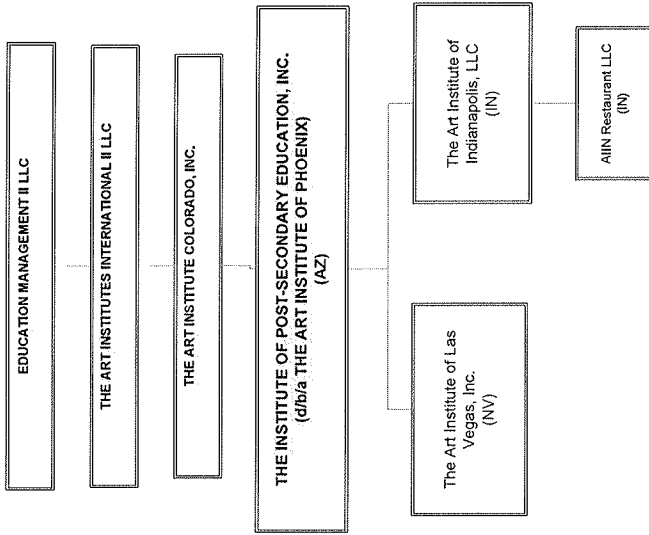 EDUCATION MANAGEMENT II LLC
THE ART INSTITUTES INTERNATIONAL II LLC
THE ART INSTITUTE COLORADO, INC.
THE INSTITUTE OF POST-SECONDARY EDUCATION, INC.
(d/b/a THE ART INSTITUTE OF PHOENIX)
(AZ)
The Art Institute of Las
Vegas, Inc.
(NV)
The Art Institute of
Indianapolis, LLC
(IN)
AIIN Restaurant LLC
(IN)